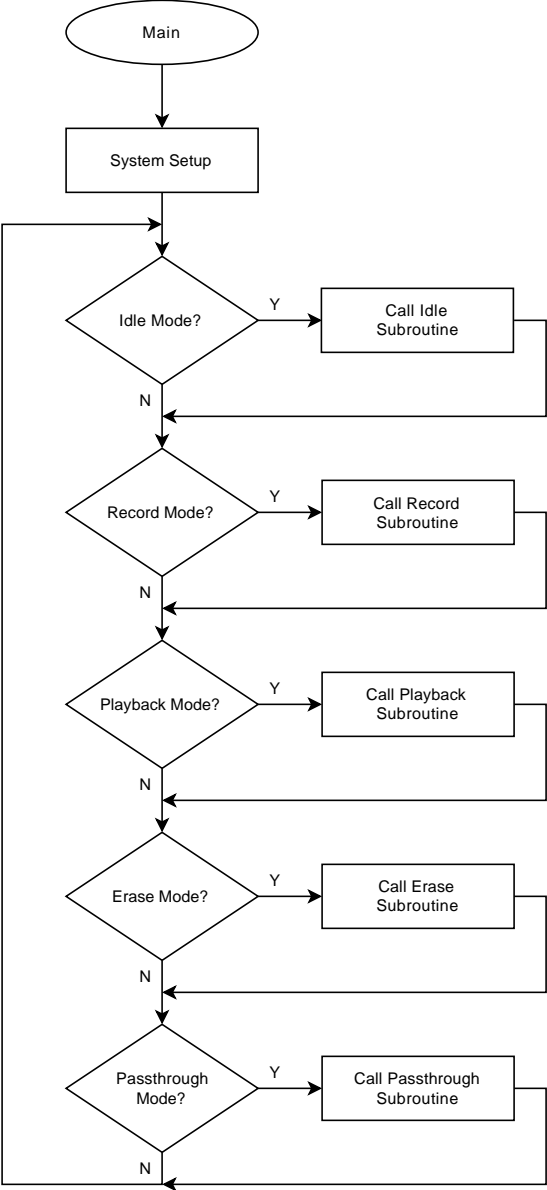 Main
System Setup
Idle Mode?
Y
Call Idle
Subroutine
N
Record Mode?
Y
Call Record
Subroutine
N
Playback Mode?
Y
Call Playback
Subroutine
N
Erase Mode?
Y
Call Erase
Subroutine
N
Passthrough
Mode?
Y
Call Passthrough
Subroutine
N